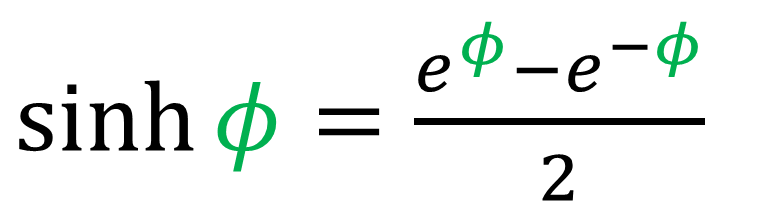 sinh ϕ = (e^ϕ − e^−ϕ) / 2